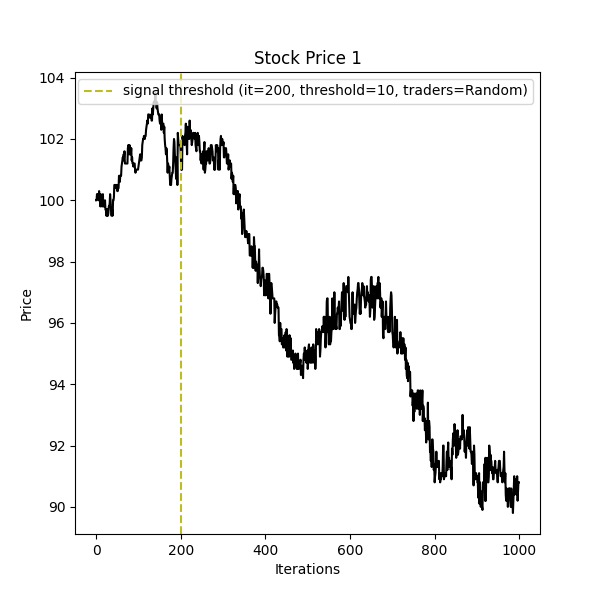 Stock Price 1
signal threshold (it=200, threshold=10, traders=Random)
104
102
100
98
96
94
92
90
Price
0 200 400 600 800 1000
Iterations